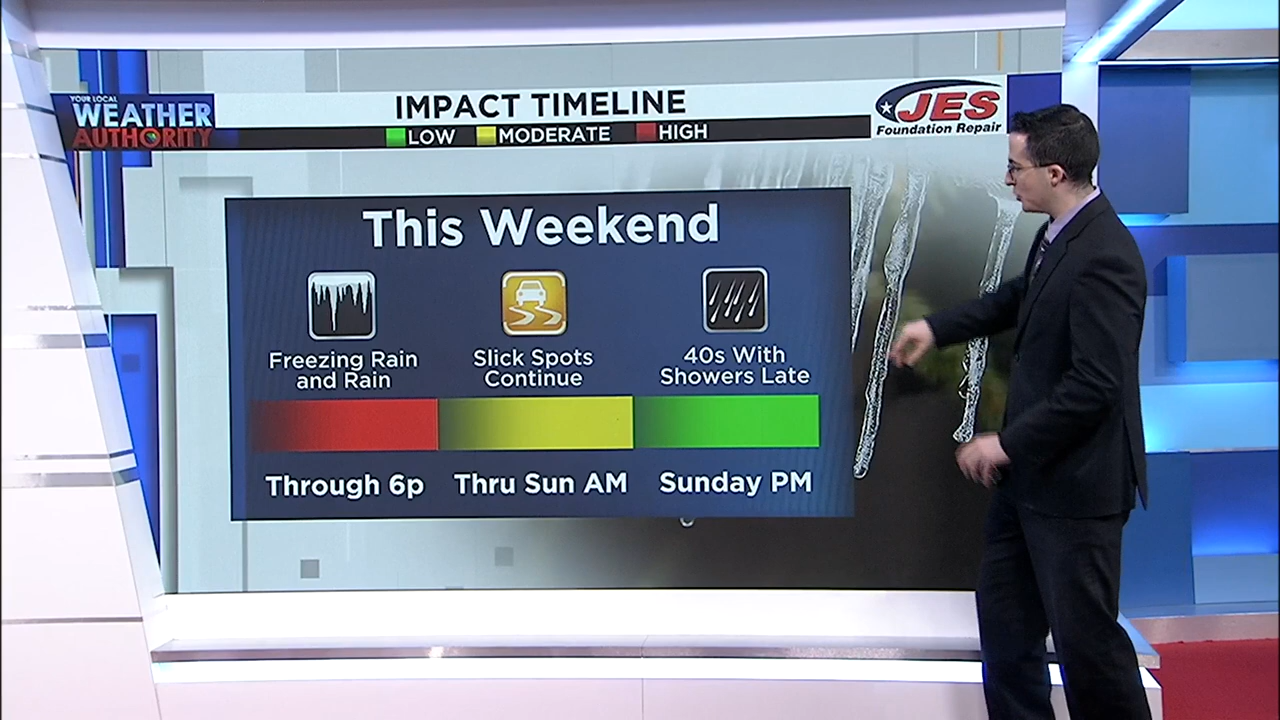 YOUR LOCAL
WEATHER
AUTHORITY
IMPACT TIMELINE
LOW MODERATE HIGH
JES
Foundation Repair
This Weekend
Freezing Rain
and Rain
Slick Spots
Continue
40s With
Showers Late
Through 6p
Thru Sun AM
Sunday PM